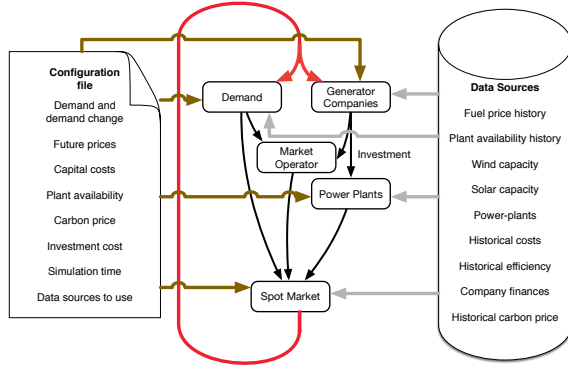 Configuration
file
Demand and
demand change
Future prices
Capital costs
Plant availability
Carbon price
Investment cost
Simulation time
Data sources to use
Demand
Generator
Companies
Market
Operator
Investment
Power Plants
Spot Market
Data Sources
Fuel price history
Plant availability history
Wind capacity
Solar capacity
Power-plants
Historical costs
Historical efficiency
Company finances
Historical carbon price